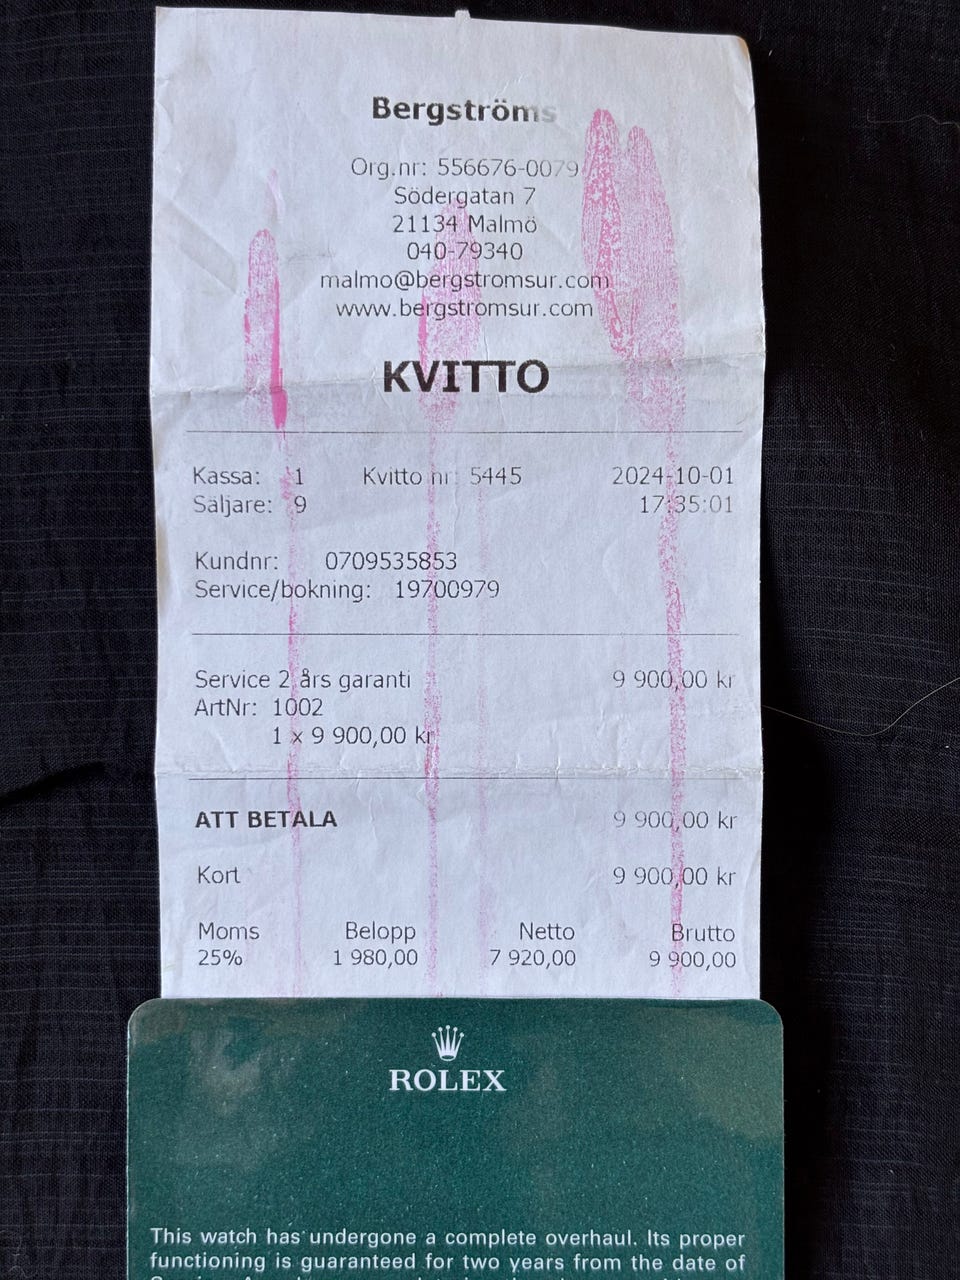 Bergströms
Org.nr: 556676-0079
Södergatan 7
21134 Malmö
040-79340
malmo@bergstromsur.com
www.bergstromsur.com
KVITTO
Kassa: 1 Kvitto nr: 5445 2024-10-01
Säljare: 9 17:35:01
Kundnr: 0709535853
Service/bokning: 19700979
Service 2 års garanti 9 900,00 kr
ArtNr: 1002
1 x 9 900,00 kr
ATT BETALA 9 900,00 kr
Kort 9 900,00 kr
Moms Belopp Netto Brutto
25% 1 980,00 7 920,00 9 900,00
ROLEX
This watch has undergone a complete overhaul. Its proper
functioning is guaranteed for two years from the date of